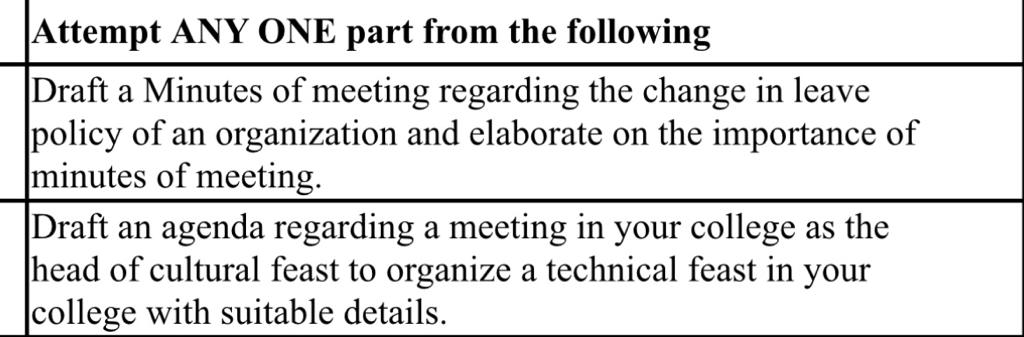 Attempt ANY ONE part from the following
Draft a Minutes of meeting regarding the change in leave
policy of an organization and elaborate on the importance of
minutes of meeting.
Draft an agenda regarding a meeting in your college as the
head of cultural feast to organize a technical feast in your
college with suitable details.